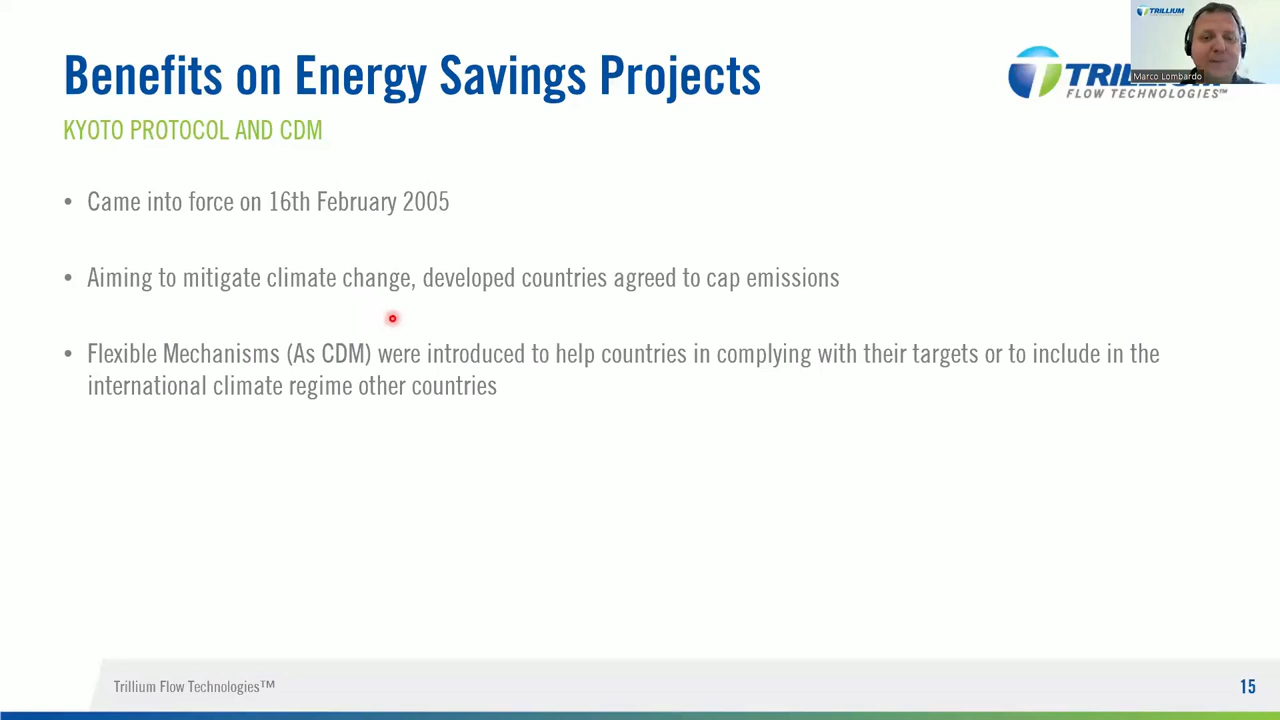 TRILLIUM
Benefits on Energy Savings Projects
Marco Lombardo
FLOW TECHNOLOGIES™
KYOTO PROTOCOL AND CDM
• Came into force on 16th February 2005
• Aiming to mitigate climate change, developed countries agreed to cap emissions
• Flexible Mechanisms (As CDM) were introduced to help countries in complying with their targets or to include in the
international climate regime other countries
Trillium Flow Technologies™
15